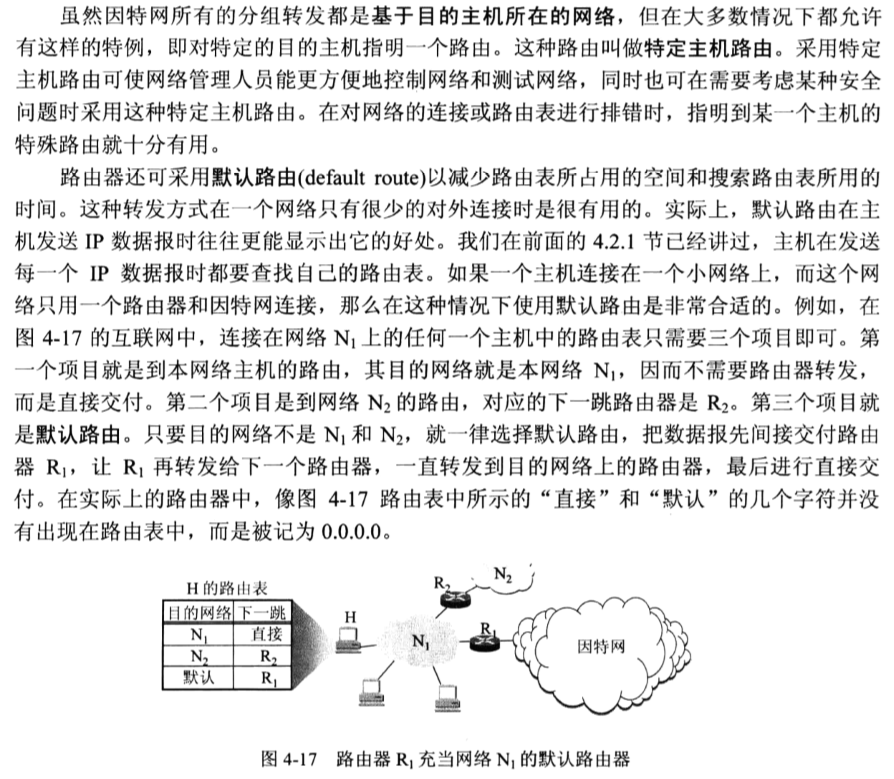 虽然因特网所有的分组转发都是基于目的主机所在的网络，但在大多数情况下都允许
有这样的特例，即对特定的目的主机指明一个路由。这种路由叫做特定主机路由。采用特定
主机路由可使网络管理人员能更方便地控制网络和测试网络，同时也可在需要考虑某种安全
问题时采用这种特定主机路由。在对网络的连接或路由表进行排错时，指明到某一个主机的
特殊路由就十分有用。
路由器还可采用默认路由(default route)以减少路由表所占用的空间和搜索路由表所用的
时间。这种转发方式在一个网络只有很少的对外连接时是很有用的。实际上，默认路由在主
机发送 IP 数据报时往往更能显示出它的好处。我们在前面的 4.2.1 节已经讲过，主机在发送
每一个 IP 数据报时都要查找自己的路由表。如果一个主机连接在一个小网络上，而这个网
络只用一个路由器和因特网连接，那么在这种情况下使用默认路由是非常合适的。例如，在
图 4-17 的互联网中，连接在网络 N₁ 上的任何一个主机中的路由表只需要三个项目即可。第
一个项目就是到本网络主机的路由，其目的网络就是本网络 N₁，因而不需要路由器转发，
而是直接交付。第二个项目是到网络 N₂ 的路由，对应的下一跳路由器是 R₂。第三个项目就
是默认路由。只要目的网络不是 N₁ 和 N₂，就一律选择默认路由，把数据报先间接交付路由
器 R₁，让 R₁ 再转发给下一个路由器，一直转发到目的网络上的路由器，最后进行直接交
付。在实际上的路由器中，像图 4-17 路由表中所示的“直接”和“默认”的几个字符并没
有出现在路由表中，而是被记为 0.0.0.0。
H 的路由表
目的网络 下一跳
N₁ 直接
N₂ R₂
默认 R₁
H
N₁
R₂
N₂
R₁
因特网
图 4-17 路由器 R₁ 充当网络 N₁ 的默认路由器